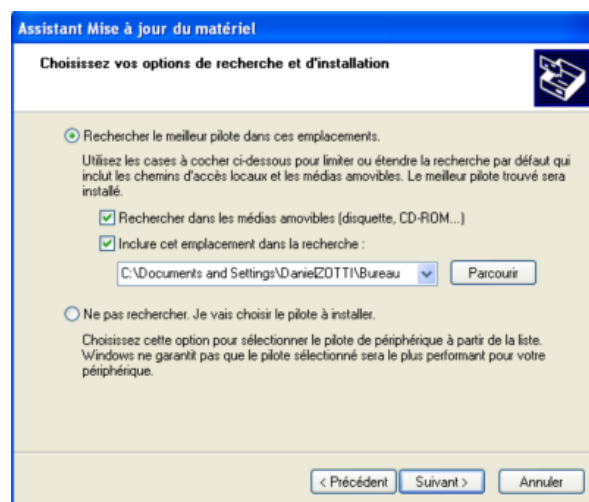 Assistant Mise à jour du matériel
Choisissez vos options de recherche et d'installation
Rechercher le meilleur pilote dans ces emplacements.
Utilisez les cases à cocher ci-dessous pour limiter ou étendre la recherche par défaut qui
inclut les chemins d'accès locaux et les médias amovibles. Le meilleur pilote trouvé sera
installé.
Rechercher dans les médias amovibles (disquette, CD-ROM...)
Inclure cet emplacement dans la recherche :
C:\Documents and Settings\DanielZOTTI\Bureau
Parcourir
Ne pas rechercher. Je vais choisir le pilote à installer.
Choisissez cette option pour sélectionner le pilote de périphérique à partir de la liste.
Windows ne garantit pas que le pilote sélectionné sera le plus performant pour votre
périphérique.
< Précédent
Suivant >
Annuler